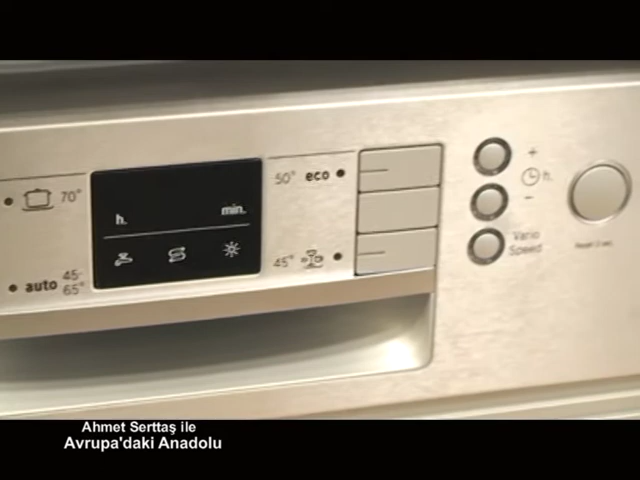 70°
auto 45-65°
h. min.
50° eco
45°
+
h.
-
Vario
Speed
Ahmet Serttaş ile
Avrupa'daki Anadolu